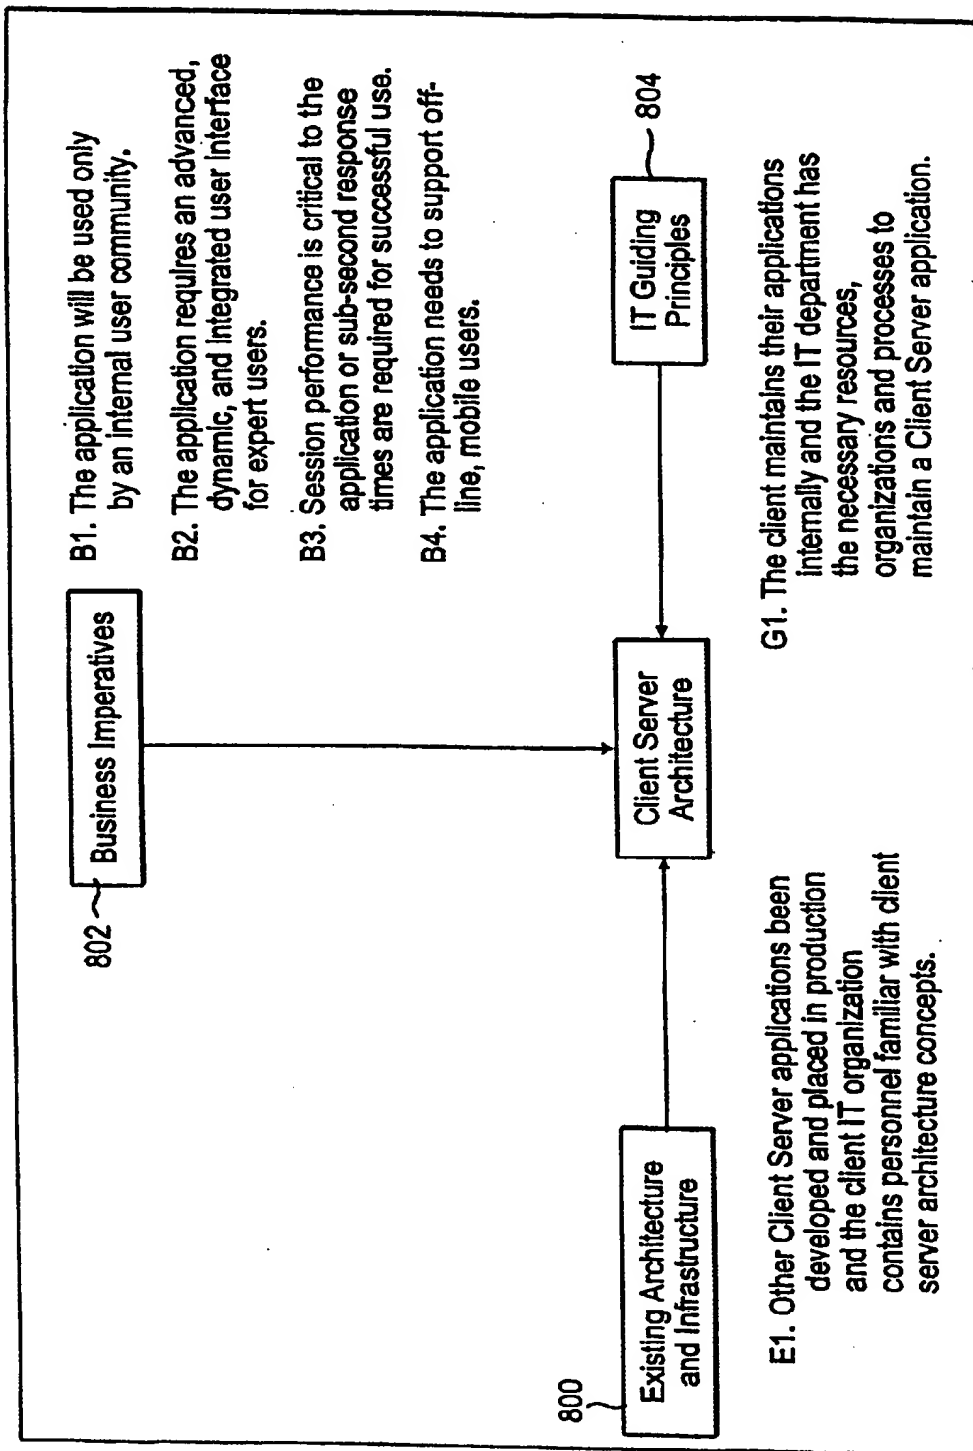 802
Business Imperatives
B1. The application will be used only
by an internal user community.
B2. The application requires an advanced,
dynamic, and integrated user interface
for expert users.
B3. Session performance is critical to the
application or sub-second response
times are required for successful use.
B4. The application needs to support off-
line, mobile users.
800
Existing Architecture
and Infrastructure
Client Server
Architecture
IT Guiding
Principles
804
E1. Other Client Server applications been
developed and placed in production
and the client IT organization
contains personnel familiar with client
server architecture concepts.
G1. The client maintains their applications
internally and the IT department has
the necessary resources,
organizations and processes to
maintain a Client Server application.